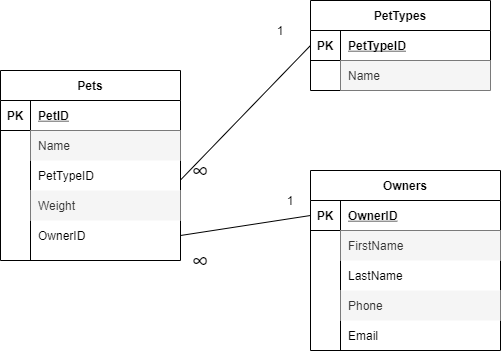 PetTypes
PK PetTypeID
Name
1
Pets
PK PetID
Name
PetTypeID
Weight
OwnerID
∞
∞
1
Owners
PK OwnerID
FirstName
LastName
Phone
Email